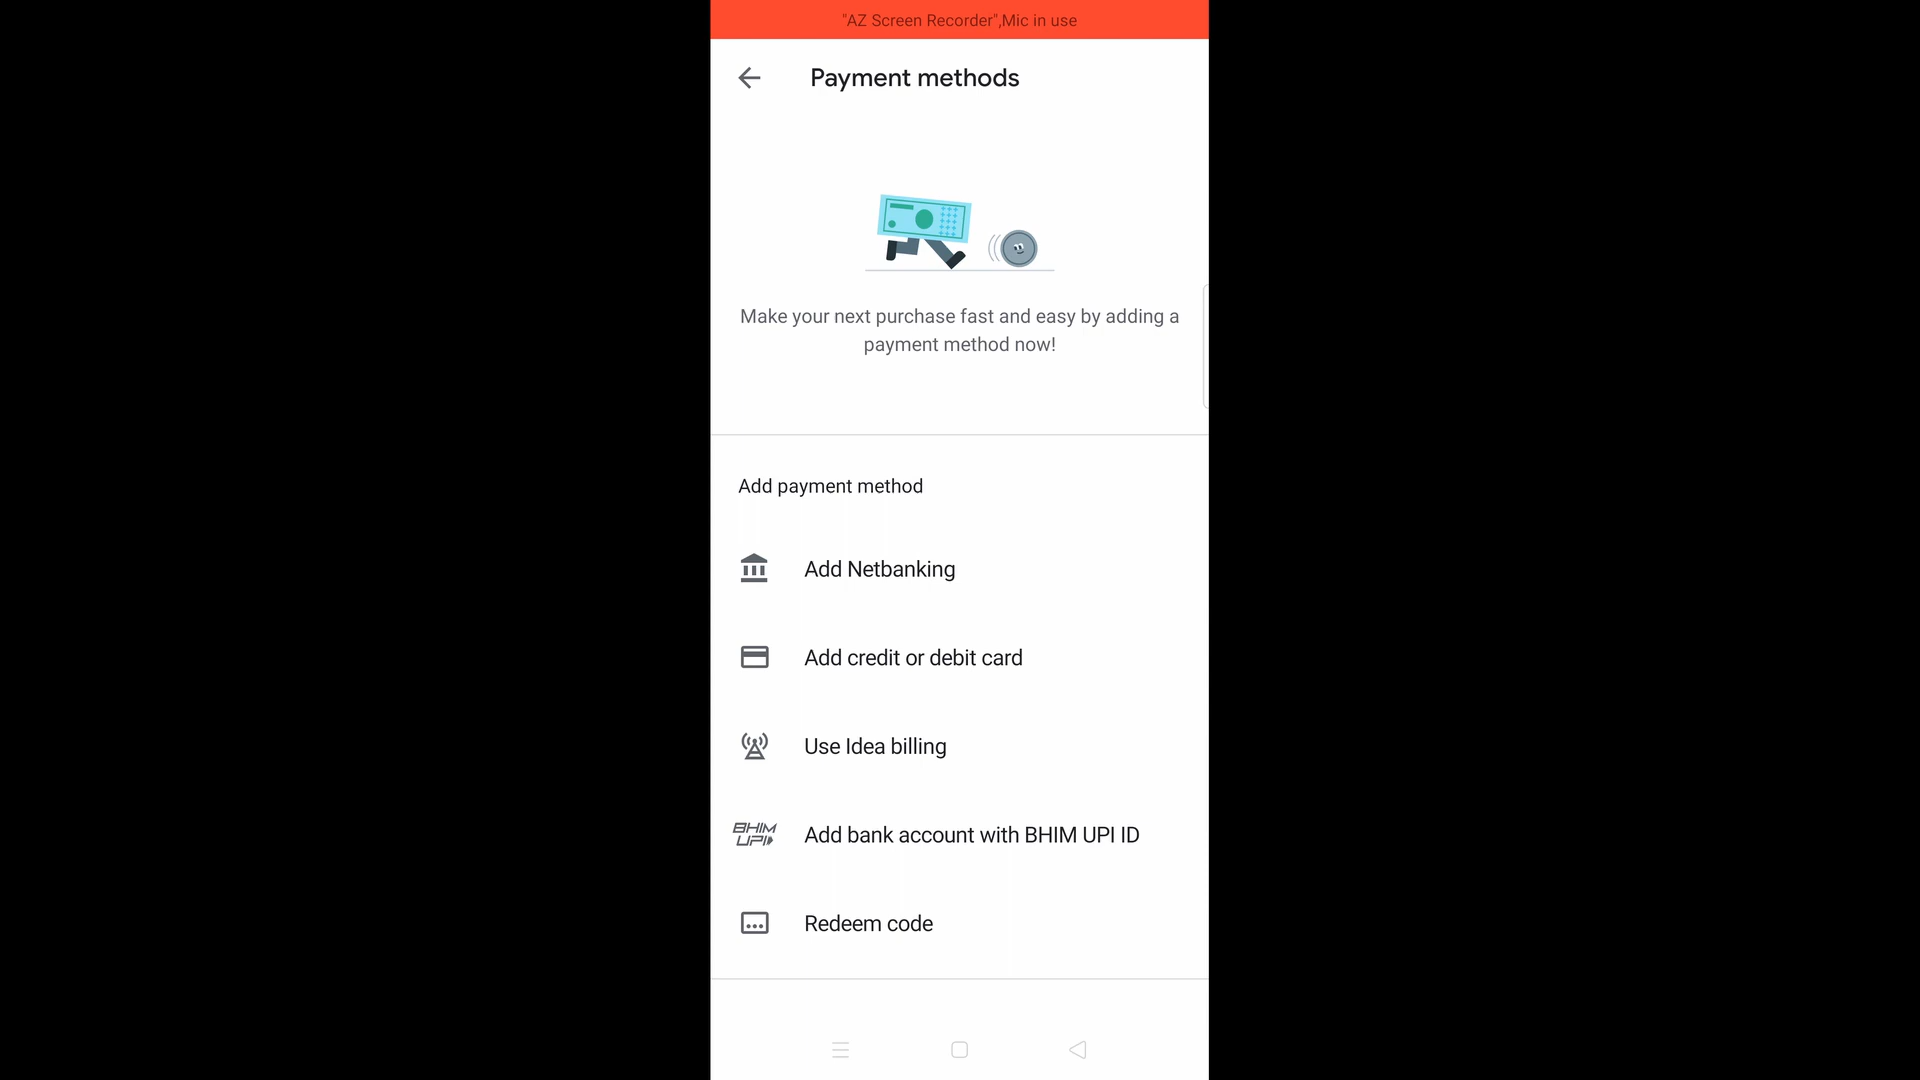 "AZ Screen Recorder",Mic in use
Payment methods
Make your next purchase fast and easy by adding a
payment method now!
Add payment method
Add Netbanking
Add credit or debit card
Use Idea billing
BHIM
UPI
Add bank account with BHIM UPI ID
Redeem code